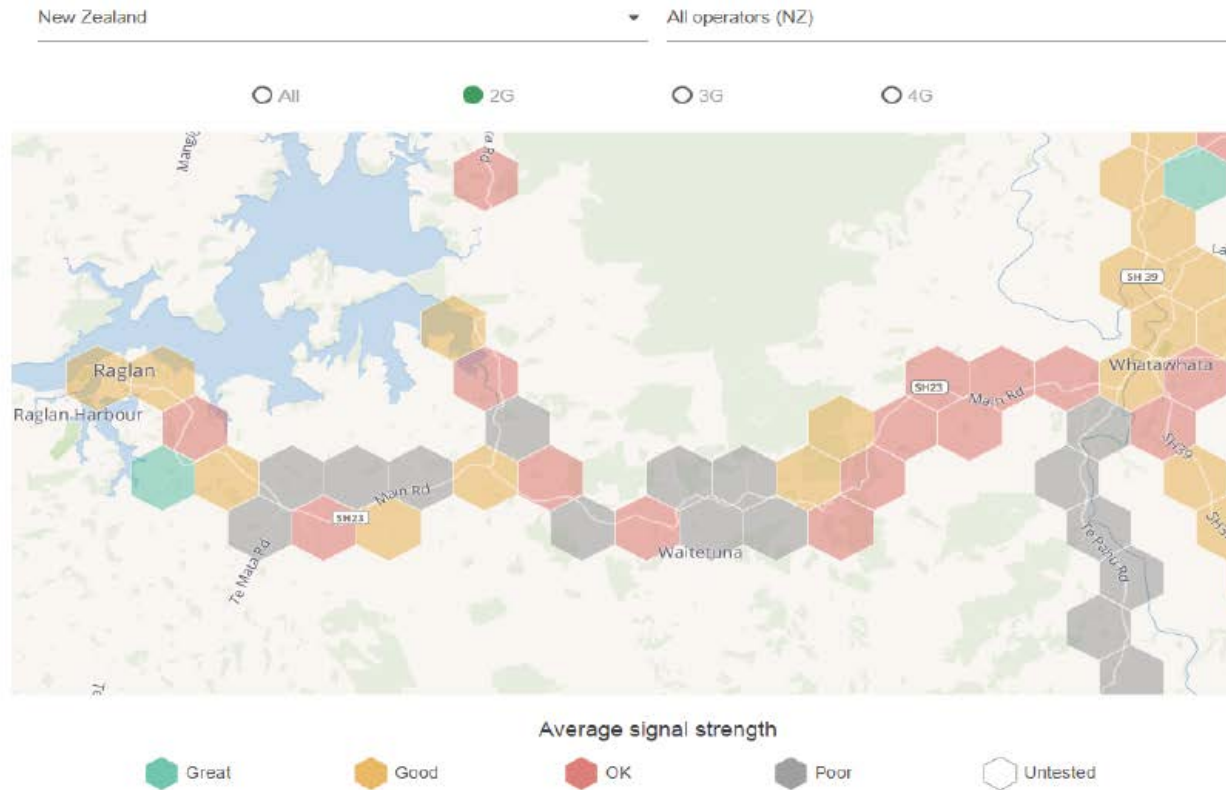 New Zealand
All operators (NZ)
All
2G
3G
4G
SH 39
Raglan
Raglan Harbour
Whatawhata
SH23
Main Rd
SH39
Main Rd
SH23
Waitetuna
Te Mata Rd
Te Pahu Rd
Average signal strength
Great
Good
OK
Poor
Untested